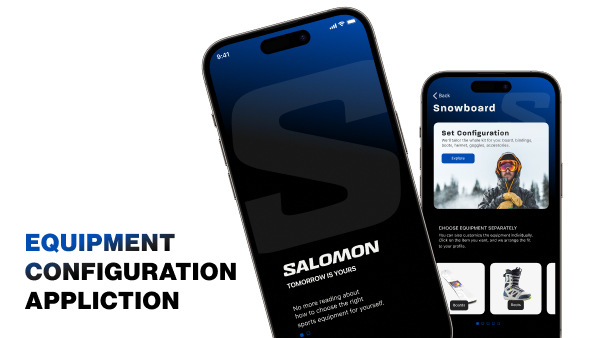 EQUIPMENT
CONFIGURATION
APPLICTION
9:41
SALOMON
TOMORROW IS YOURS
No more reading about
how to choose the right
sports equipment for yourself.
Back
Snowboard
Set Configuration
We'll tailor the whole kit for you: board, bindings,
boots, helmet, goggles, accessories.
Explore
CHOOSE EQUIPMENT SEPARATELY
You can also customize the equipment individually.
Click on the item you want, and we arrange the fit
to your profile.
Boards
Boots